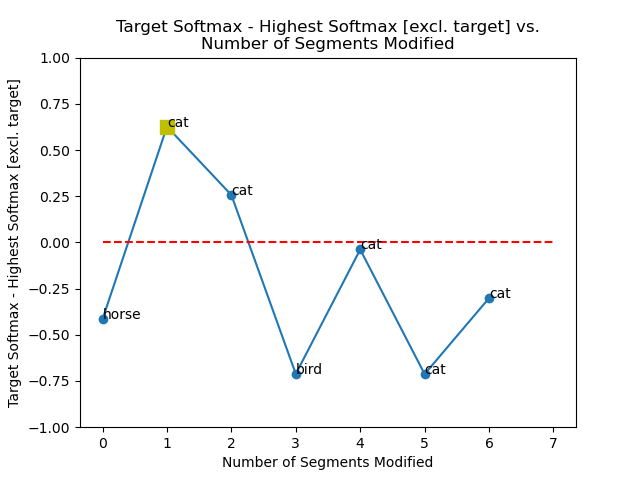 Target Softmax - Highest Softmax [excl. target] vs.
Number of Segments Modified
Target Softmax - Highest Softmax [excl. target]
1.00
0.75
0.50
0.25
0.00
−0.25
−0.50
−0.75
−1.00
horse
cat
cat
bird
cat
cat
cat
0 1 2 3 4 5 6 7
Number of Segments Modified